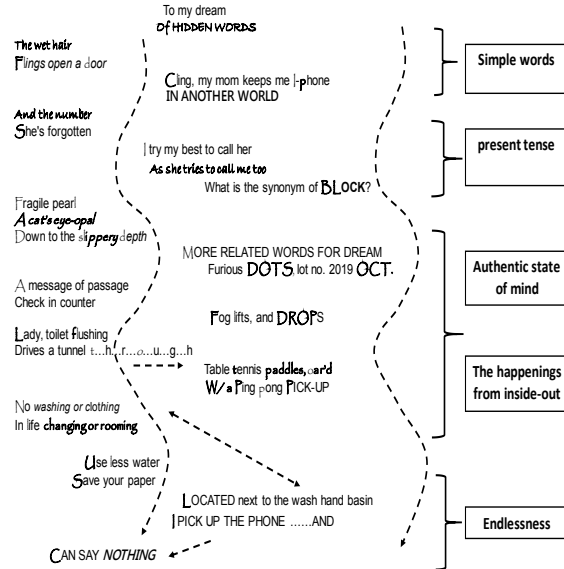 To my dream
Of HIDDEN WORDS
The wet hair
Flings open a door
Cling, my mom keeps me I-phone
IN ANOTHER WORLD
And the number
She's forgotten
I try my best to call her
As she tries to call me too
What is the synonym of BLOCK?
Fragile pearl
A cat's eye-opal
Down to the slippery depth
MORE RELATED WORDS FOR DREAM
Furious DOTS, lot no. 2019 OCT.
A message of passage
Check in counter
Fog lifts, and DROPS
Lady, toilet flushing
Drives a tunnel t...h...r...o...u...g...h
Table tennis paddles, oar'd
W/a Ping pong PICK-UP
No washing or clothing
In life changing or rooming
Use less water
Save your paper
LOCATED next to the wash hand basin
I PICK UP THE PHONE ......AND
CAN SAY NOTHING
Simple words
present tense
Authentic state
of mind
The happenings
from inside-out
Endlessness